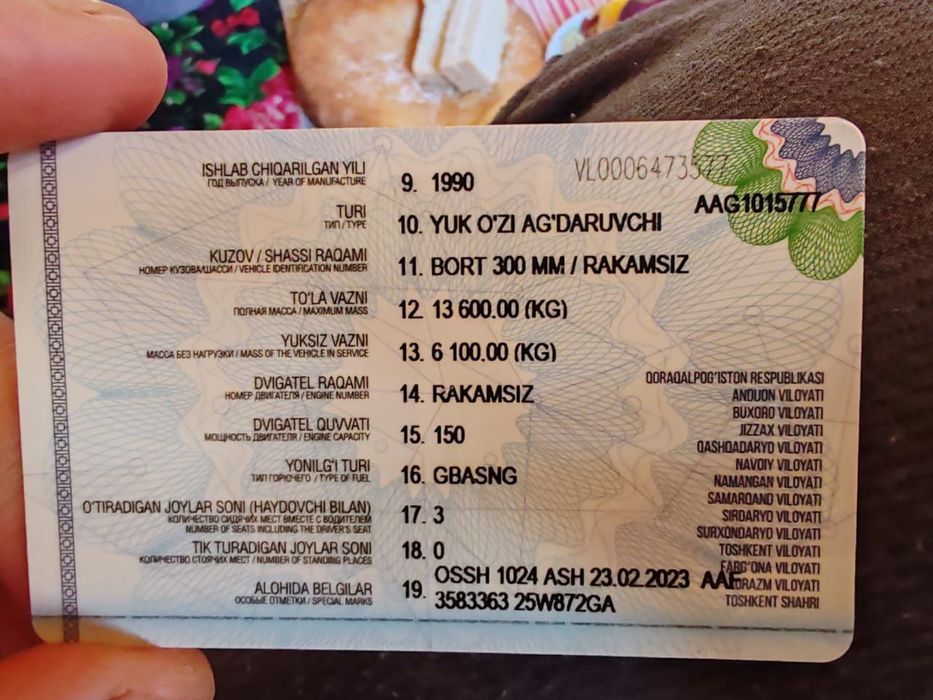 VL0006473577
AAG1015777
ISHLAB CHIQARILGAN YILI
ГОД ВЫПУСКА / YEAR OF MANUFACTURE
9. 1990
TURI
ТИП / TYPE
10. YUK O'ZI AG'DARUVCHI
KUZOV / SHASSI RAQAMI
НОМЕР КУЗОВА/ШАССИ / VEHICLE IDENTIFICATION NUMBER
11. BORT 300 MM / RAKAMSIZ
TO'LA VAZNI
ПОЛНАЯ МАССА / MAXIMUM MASS
12. 13 600.00 (KG)
YUKSIZ VAZNI
МАССА БЕЗ НАГРУЗКИ / MASS OF THE VEHICLE IN SERVICE
13. 6 100.00 (KG)
DVIGATEL RAQAMI
НОМЕР ДВИГАТЕЛЯ / ENGINE NUMBER
14. RAKAMSIZ
DVIGATEL QUVVATI
МОЩНОСТЬ ДВИГАТЕЛЯ / ENGINE CAPACITY
15. 150
YONILG'I TURI
ТИП ГОРЮЧЕГО / TYPE OF FUEL
16. GBASNG
O'TIRADIGAN JOYLAR SONI (HAYDOVCHI BILAN)
КОЛИЧЕСТВО СИДЯЧИХ МЕСТ ВМЕСТЕ С ВОДИТЕЛЕМ
NUMBER OF SEATS INCLUDING THE DRIVER'S SEAT
17. 3
TIK TURADIGAN JOYLAR SONI
КОЛИЧЕСТВО СТОЯЧИХ МЕСТ / NUMBER OF STANDING PLACES
18. 0
ALOHIDA BELGILAR
ОСОБЫЕ ОТМЕТКИ / SPECIAL MARKS
19. OSSH 1024 ASH 23.02.2023 AAF
3583363 25W872GA
QORAQALPOG'ISTON RESPUBLIKASI
ANDIJON VILOYATI
BUXORO VILOYATI
JIZZAX VILOYATI
QASHQADARYO VILOYATI
NAVOIY VILOYATI
NAMANGAN VILOYATI
SAMARQAND VILOYATI
SIRDARYO VILOYATI
SURXONDARYO VILOYATI
TOSHKENT VILOYATI
FARG'ONA VILOYATI
VILOYATI
TOSHKENT SHAHRI